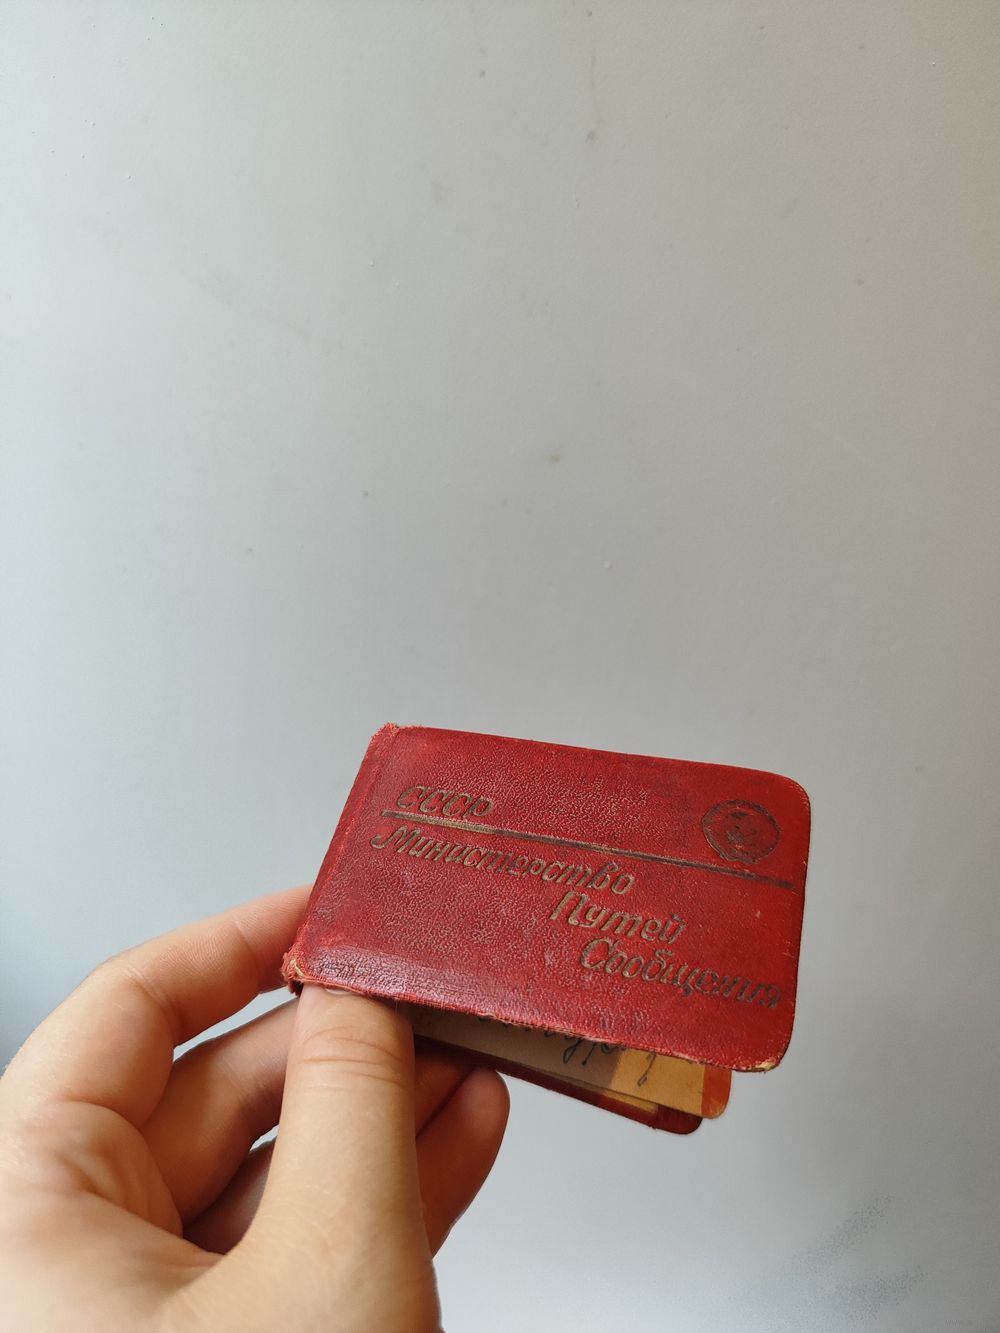 СССР
Министерство
Путей
Сообщения